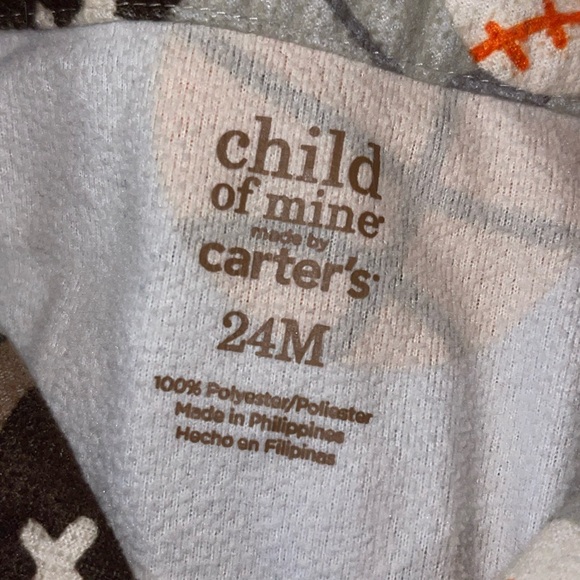 child
of mine
made by
carter's
24M
100% Polyester/Poliester
Made in Philippines
Hecho en Filipinas